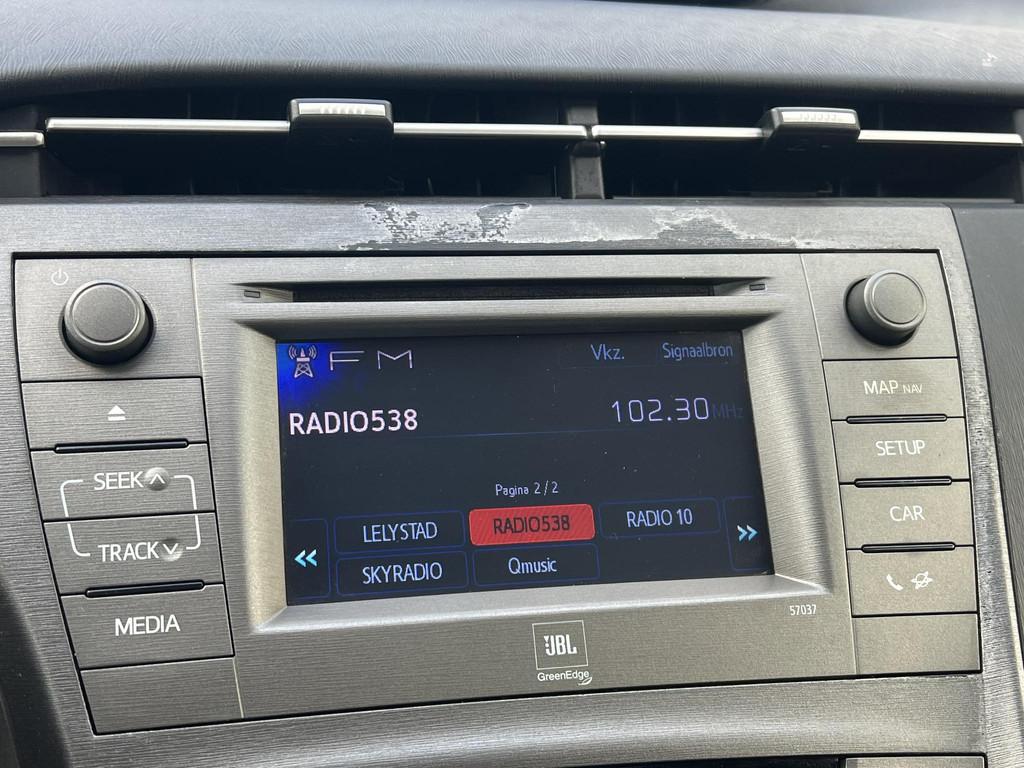 FM
Vkz.
Signaalbron
RADIO538
102.30 MHz
Pagina 2/2
LELYSTAD
RADIO538
RADIO 10
SKYRADIO
Qmusic
SEEK
TRACK
MEDIA
MAP NAV
SETUP
CAR
57037
JBL
GreenEdge